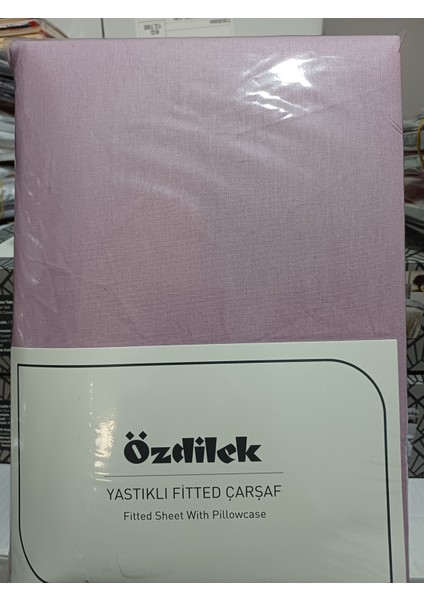 Özdilek
YASTIKLI FİTTED ÇARŞAF
Fitted Sheet With Pillowcase